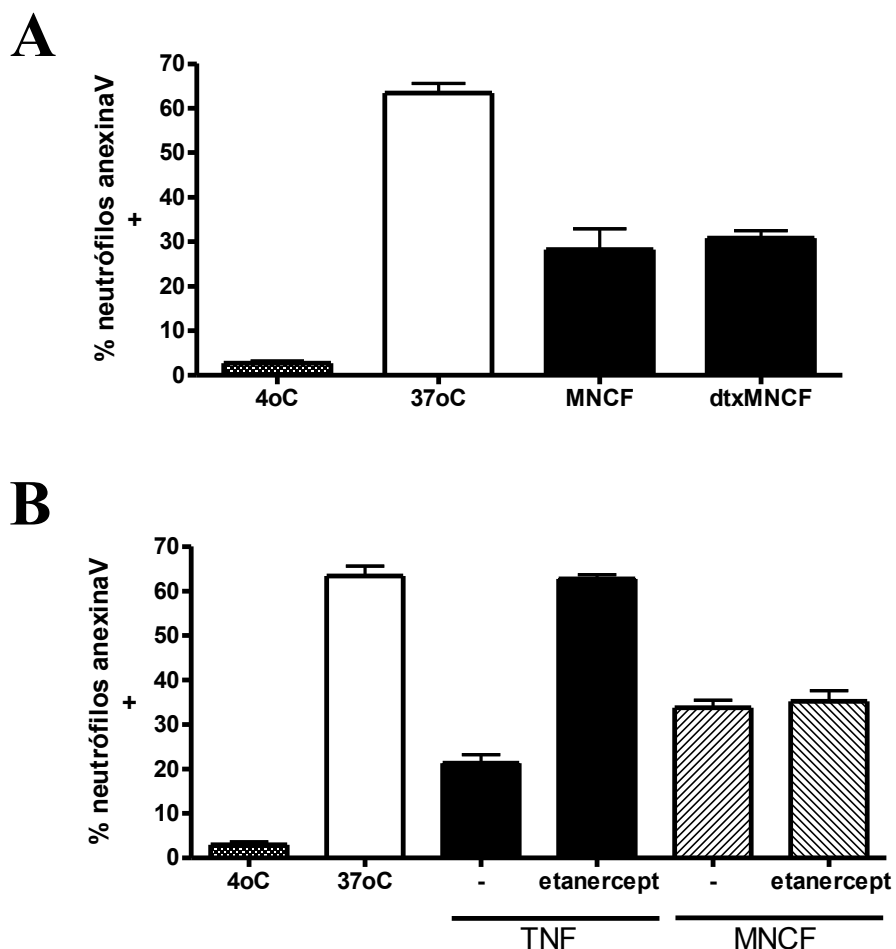 A
% neutrófilos anexinaV
+
70
60
50
40
30
20
10
0
4oC 37oC MNCF dtxMNCF
B
% neutrófilos anexinaV
+
70
60
50
40
30
20
10
0
4oC 37oC - etanercept - etanercept
TNF MNCF